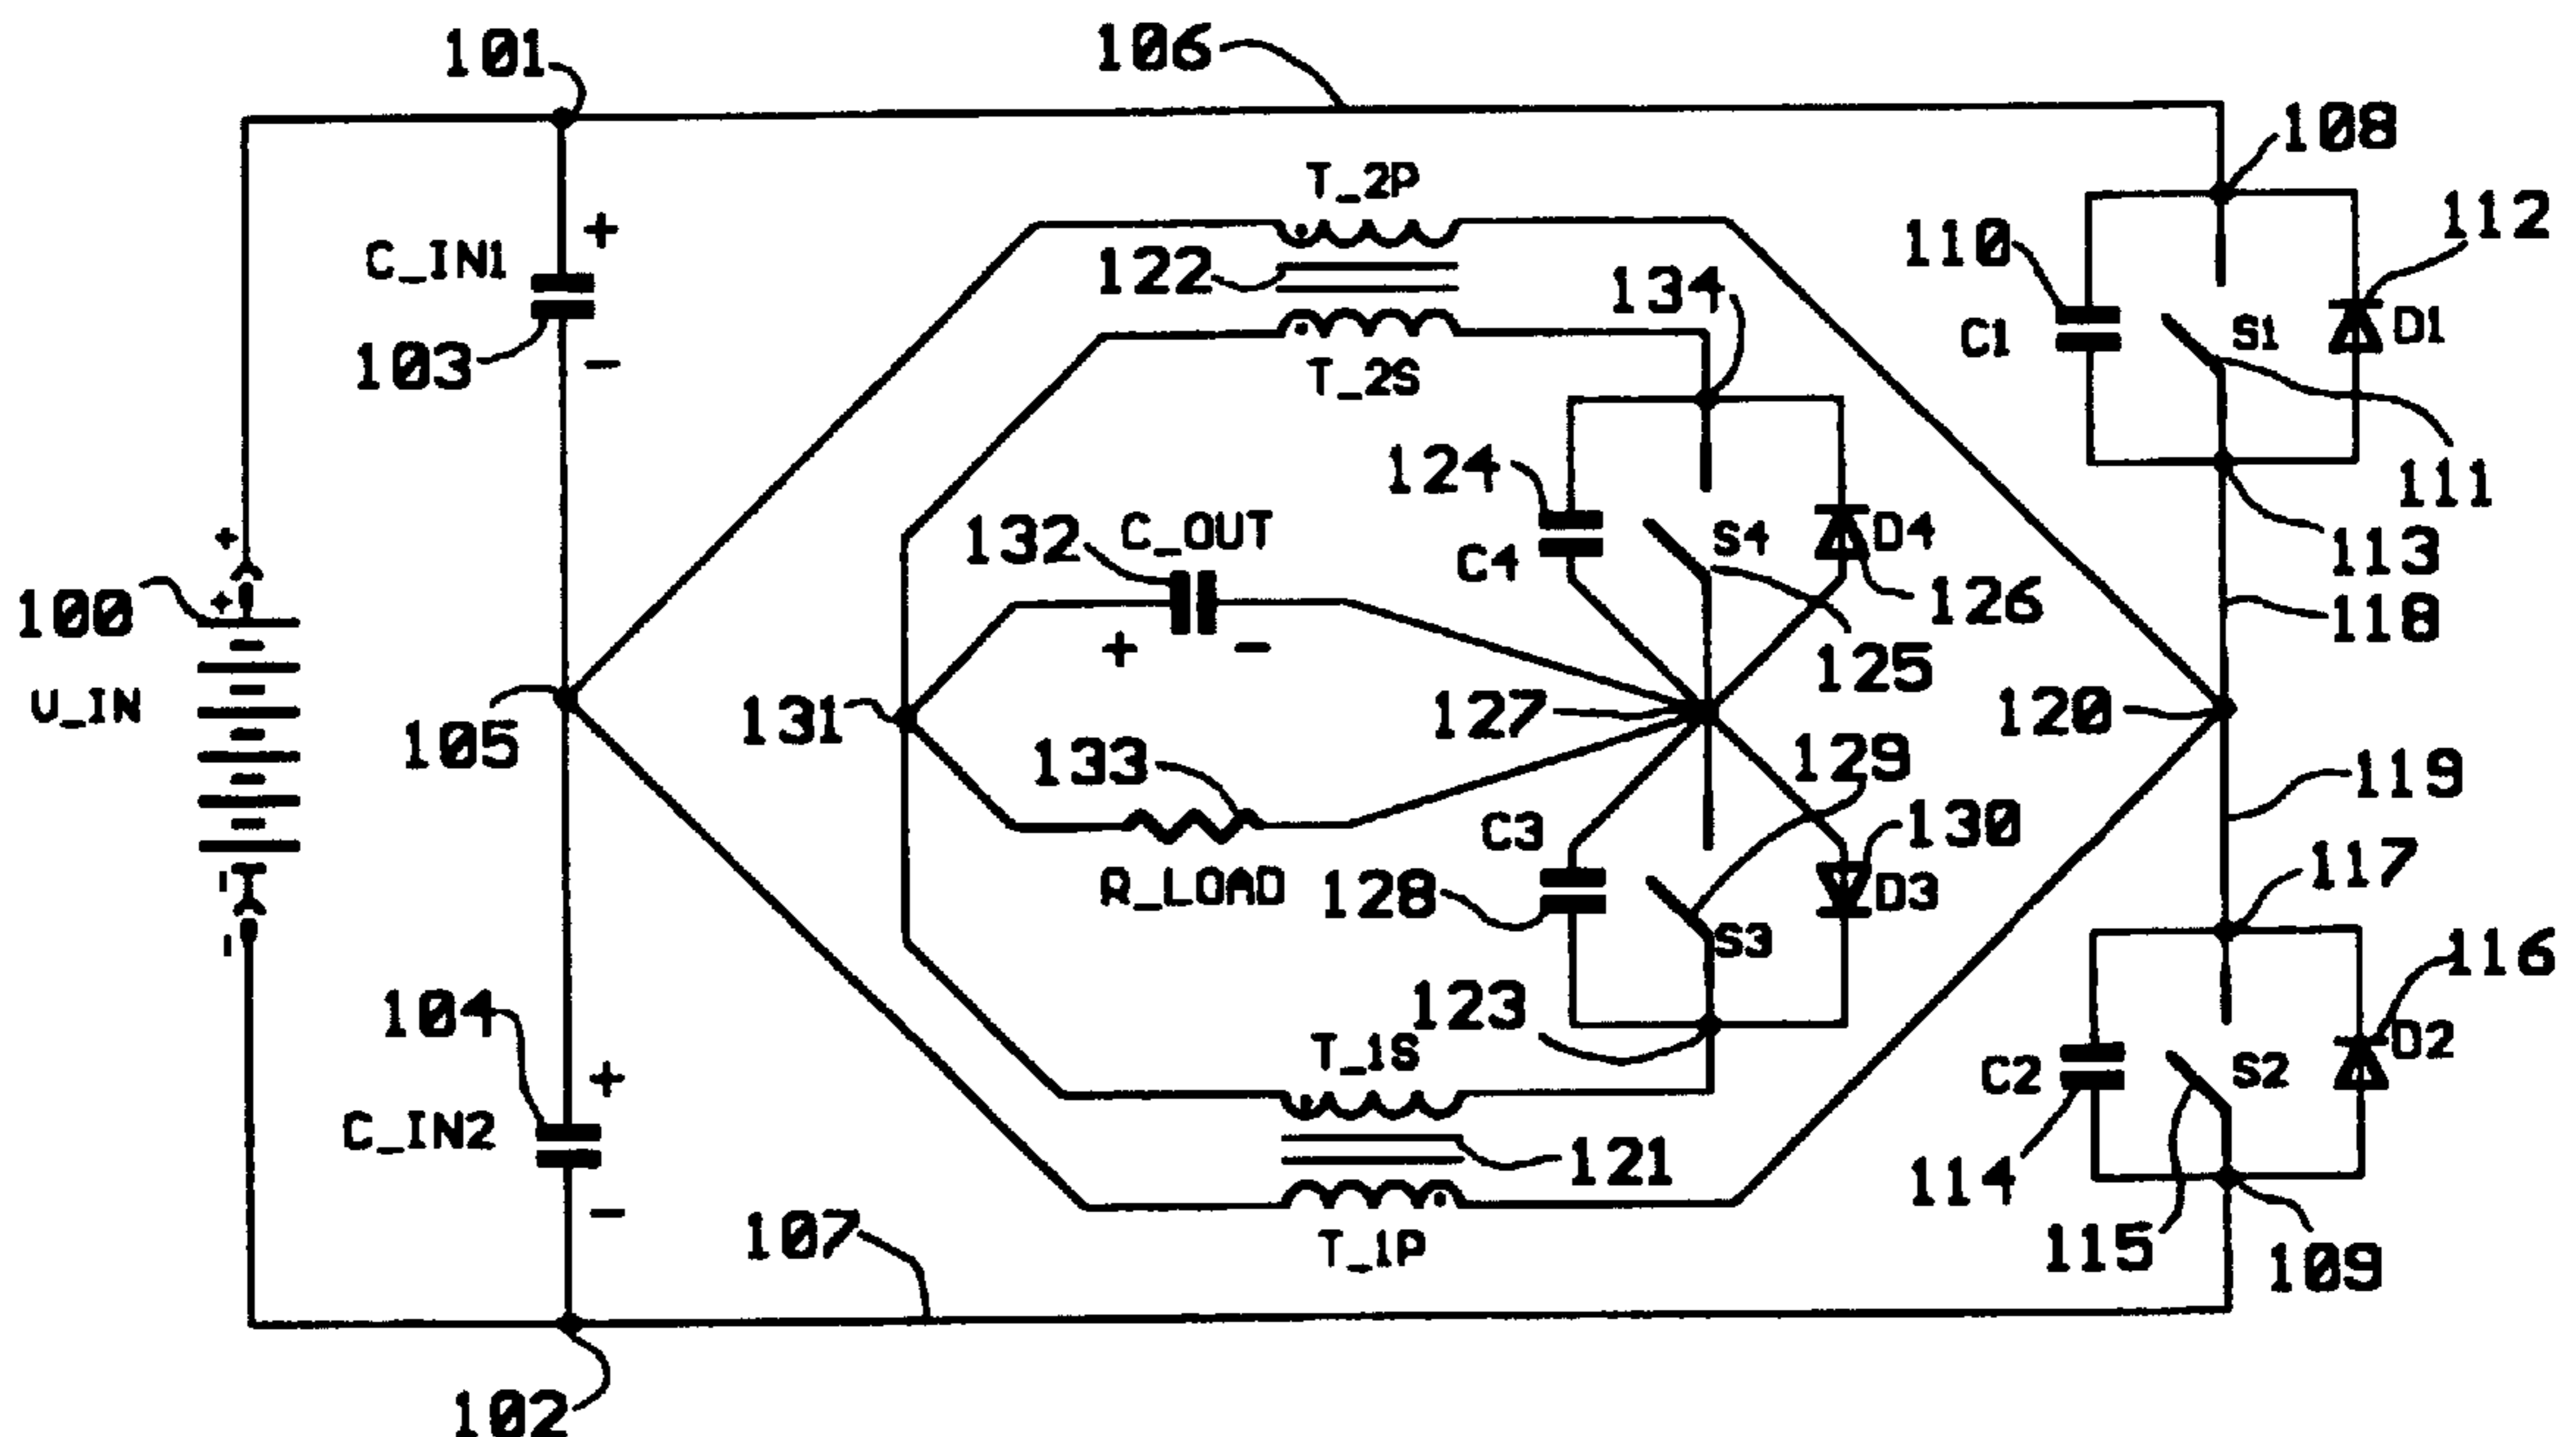 101
106
108
T_2P
112
C_IN1
+
122
134
110
103
-
T_2S
C1
S1
D1
124
111
132
C_OUT
S4
D4
113
+
+
100
C4
126
118
+
-
125
U_IN
131
127
120
105
133
129
119
C3
130
117
R_LOAD
128
D3
-
-
S3
116
104
123
T_1S
D2
+
C2
S2
C_IN2
121
114
-
107
T_1P
115
109
102